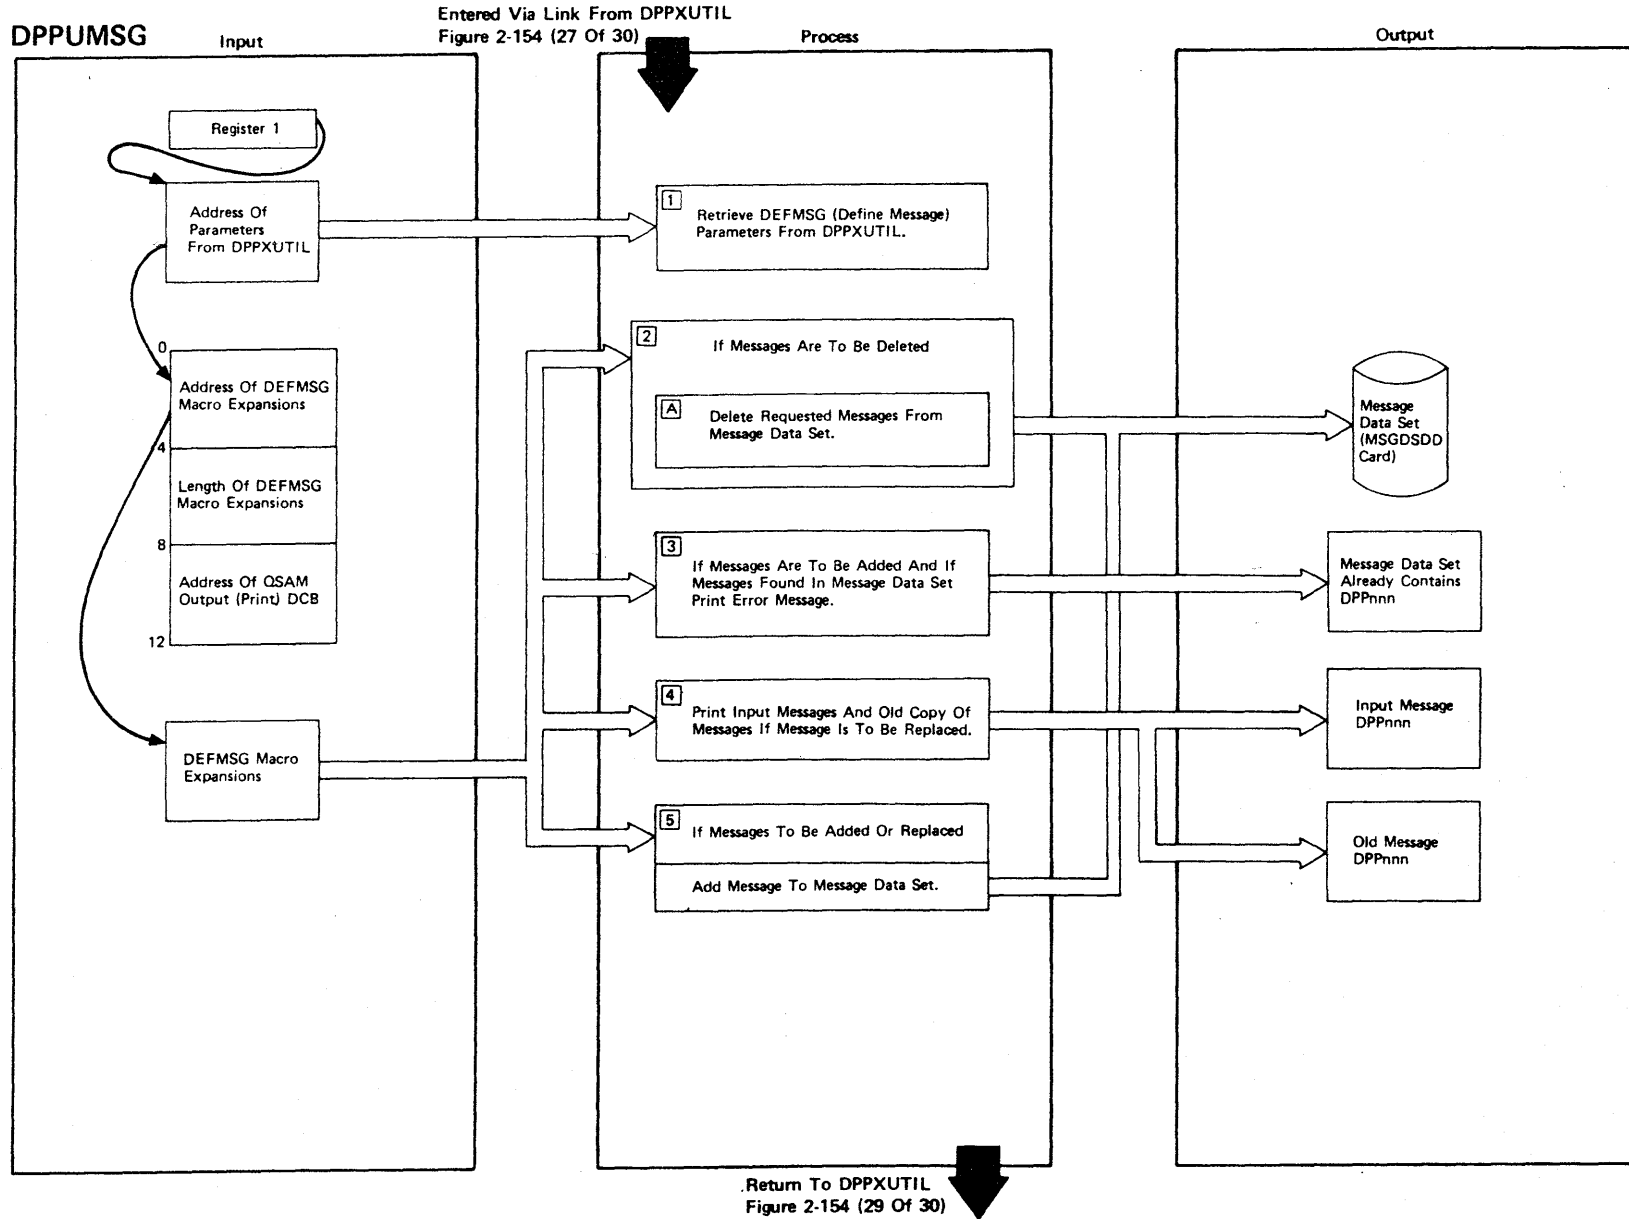 DPPUMSG
Input
Entered Via Link From DPPXUTIL
Figure 2-154 (27 Of 30)
Process
Output
Register 1
Address Of
Parameters
From DPPXUTIL
0
Address Of DEFMSG
Macro Expansions
4
Length Of DEFMSG
Macro Expansions
8
Address Of QSAM
Output (Print) DCB
12
DEFMSG Macro
Expansions
1
Retrieve DEFMSG (Define Message)
Parameters From DPPXUTIL.
2
If Messages Are To Be Deleted
A
Delete Requested Messages From
Message Data Set.
3
If Messages Are To Be Added And If
Messages Found In Message Data Set
Print Error Message.
4
Print Input Messages And Old Copy Of
Messages If Message Is To Be Replaced.
5
If Messages To Be Added Or Replaced
Add Message To Message Data Set.
Message
Data Set
(MSGDSDD
Card)
Message Data Set
Already Contains
DPPnnn
Input Message
DPPnnn
Old Message
DPPnnn
Return To DPPXUTIL
Figure 2-154 (29 Of 30)